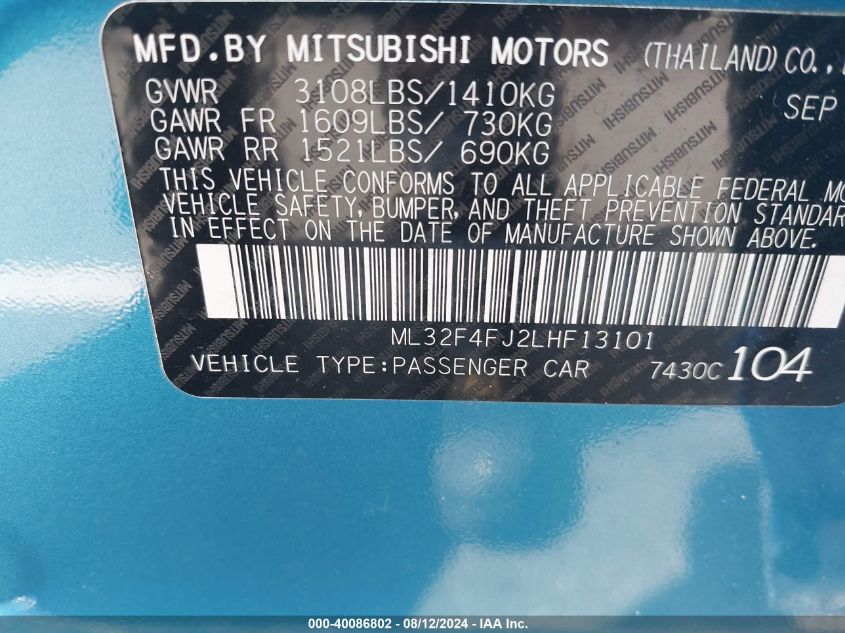 MFD.BY MITSUBISHI MOTORS (THAILAND) CO.,
GVWR 3108LBS/1410KG
SEP
GAWR FR 1609LBS/ 730KG
GAWR RR 1521LBS/ 690KG
THIS VEHICLE CONFORMS TO ALL APPLICABLE FEDERAL MO
VEHICLE SAFETY, BUMPER, AND THEFT PREVENTION STANDAR
IN EFFECT ON THE DATE OF MANUFACTURE SHOWN ABOVE.
ML32F4FJ2LHF13101
VEHICLE TYPE:PASSENGER CAR 7430C 104
000-40086802 - 08/12/2024 - IAA Inc.